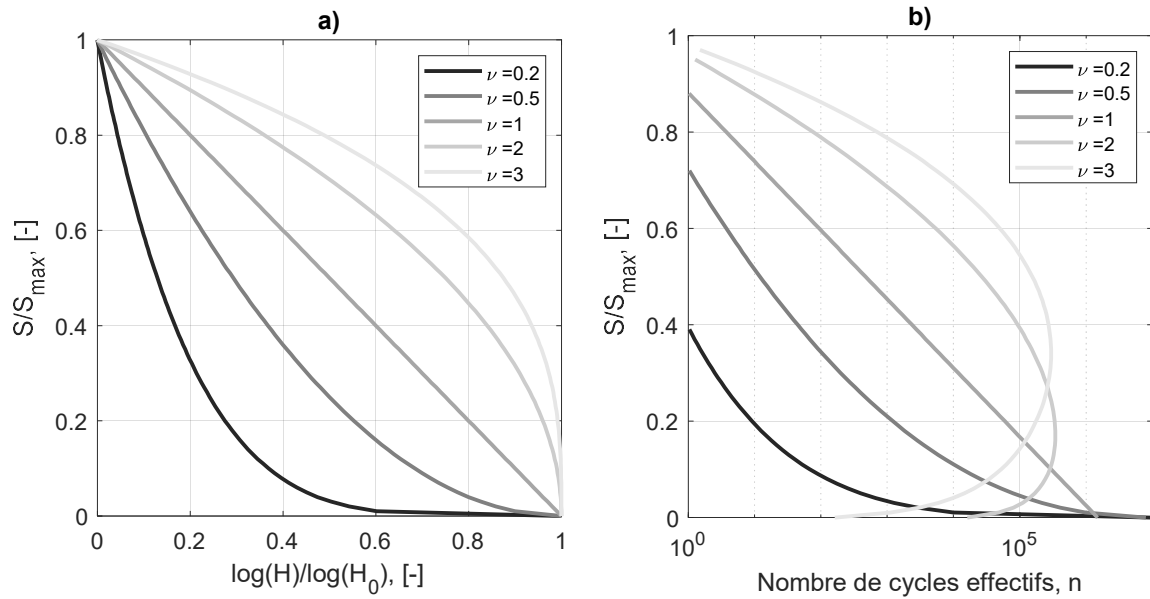 a)
1
0.8
0.6
0.4
0.2
0
S/S_max, [-]
ν =0.2
ν =0.5
ν =1
ν =2
ν =3
0 0.2 0.4 0.6 0.8 1
log(H)/log(H_0), [-]
b)
1
0.8
0.6
0.4
0.2
0
S/S_max, [-]
ν =0.2
ν =0.5
ν =1
ν =2
ν =3
10^0 10^5
Nombre de cycles effectifs, n